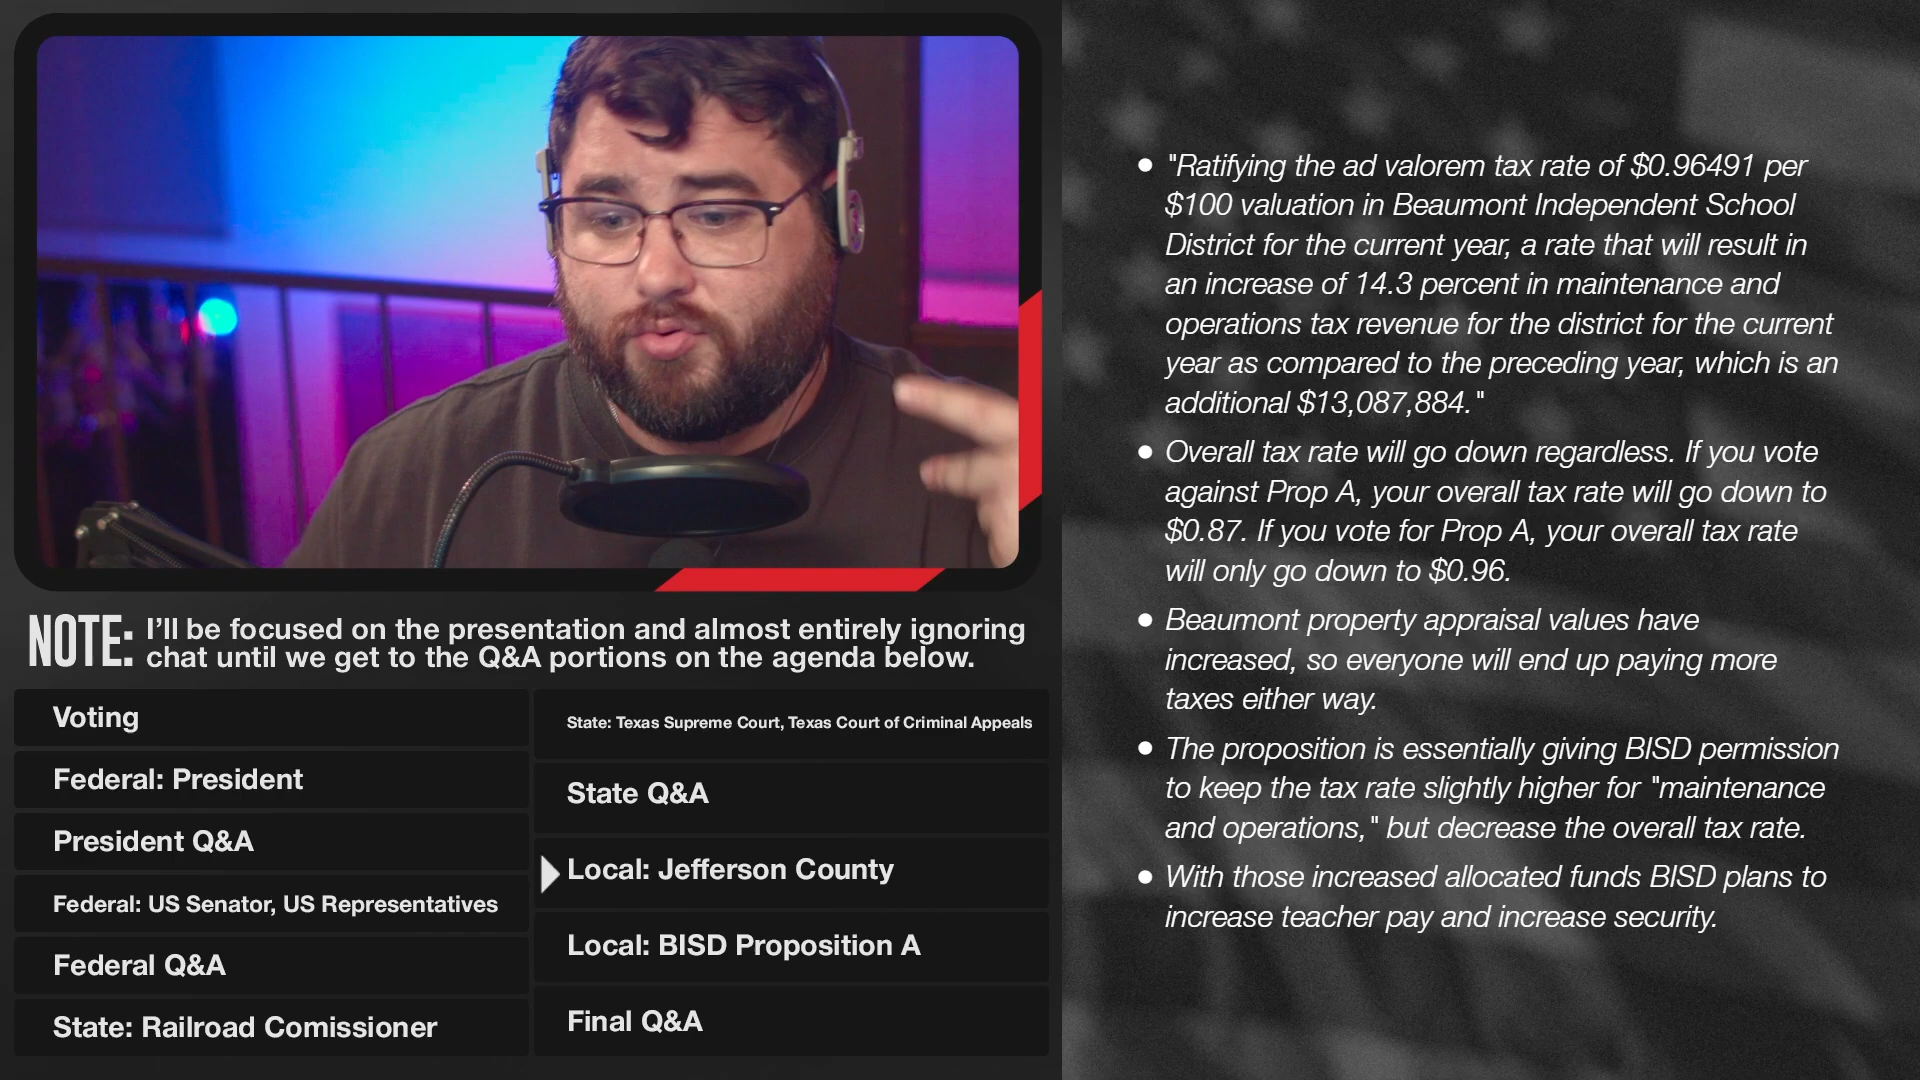 NOTE: I'll be focused on the presentation and almost entirely ignoring
chat until we get to the Q&A portions on the agenda below.
Voting
Federal: President
President Q&A
Federal: US Senator, US Representatives
Federal Q&A
State: Railroad Comissioner
State: Texas Supreme Court, Texas Court of Criminal Appeals
State Q&A
Local: Jefferson County
Local: BISD Proposition A
Final Q&A
• "Ratifying the ad valorem tax rate of $0.96491 per
$100 valuation in Beaumont Independent School
District for the current year, a rate that will result in
an increase of 14.3 percent in maintenance and
operations tax revenue for the district for the current
year as compared to the preceding year, which is an
additional $13,087,884."
• Overall tax rate will go down regardless. If you vote
against Prop A, your overall tax rate will go down to
$0.87. If you vote for Prop A, your overall tax rate
will only go down to $0.96.
• Beaumont property appraisal values have
increased, so everyone will end up paying more
taxes either way.
• The proposition is essentially giving BISD permission
to keep the tax rate slightly higher for "maintenance
and operations," but decrease the overall tax rate.
• With those increased allocated funds BISD plans to
increase teacher pay and increase security.